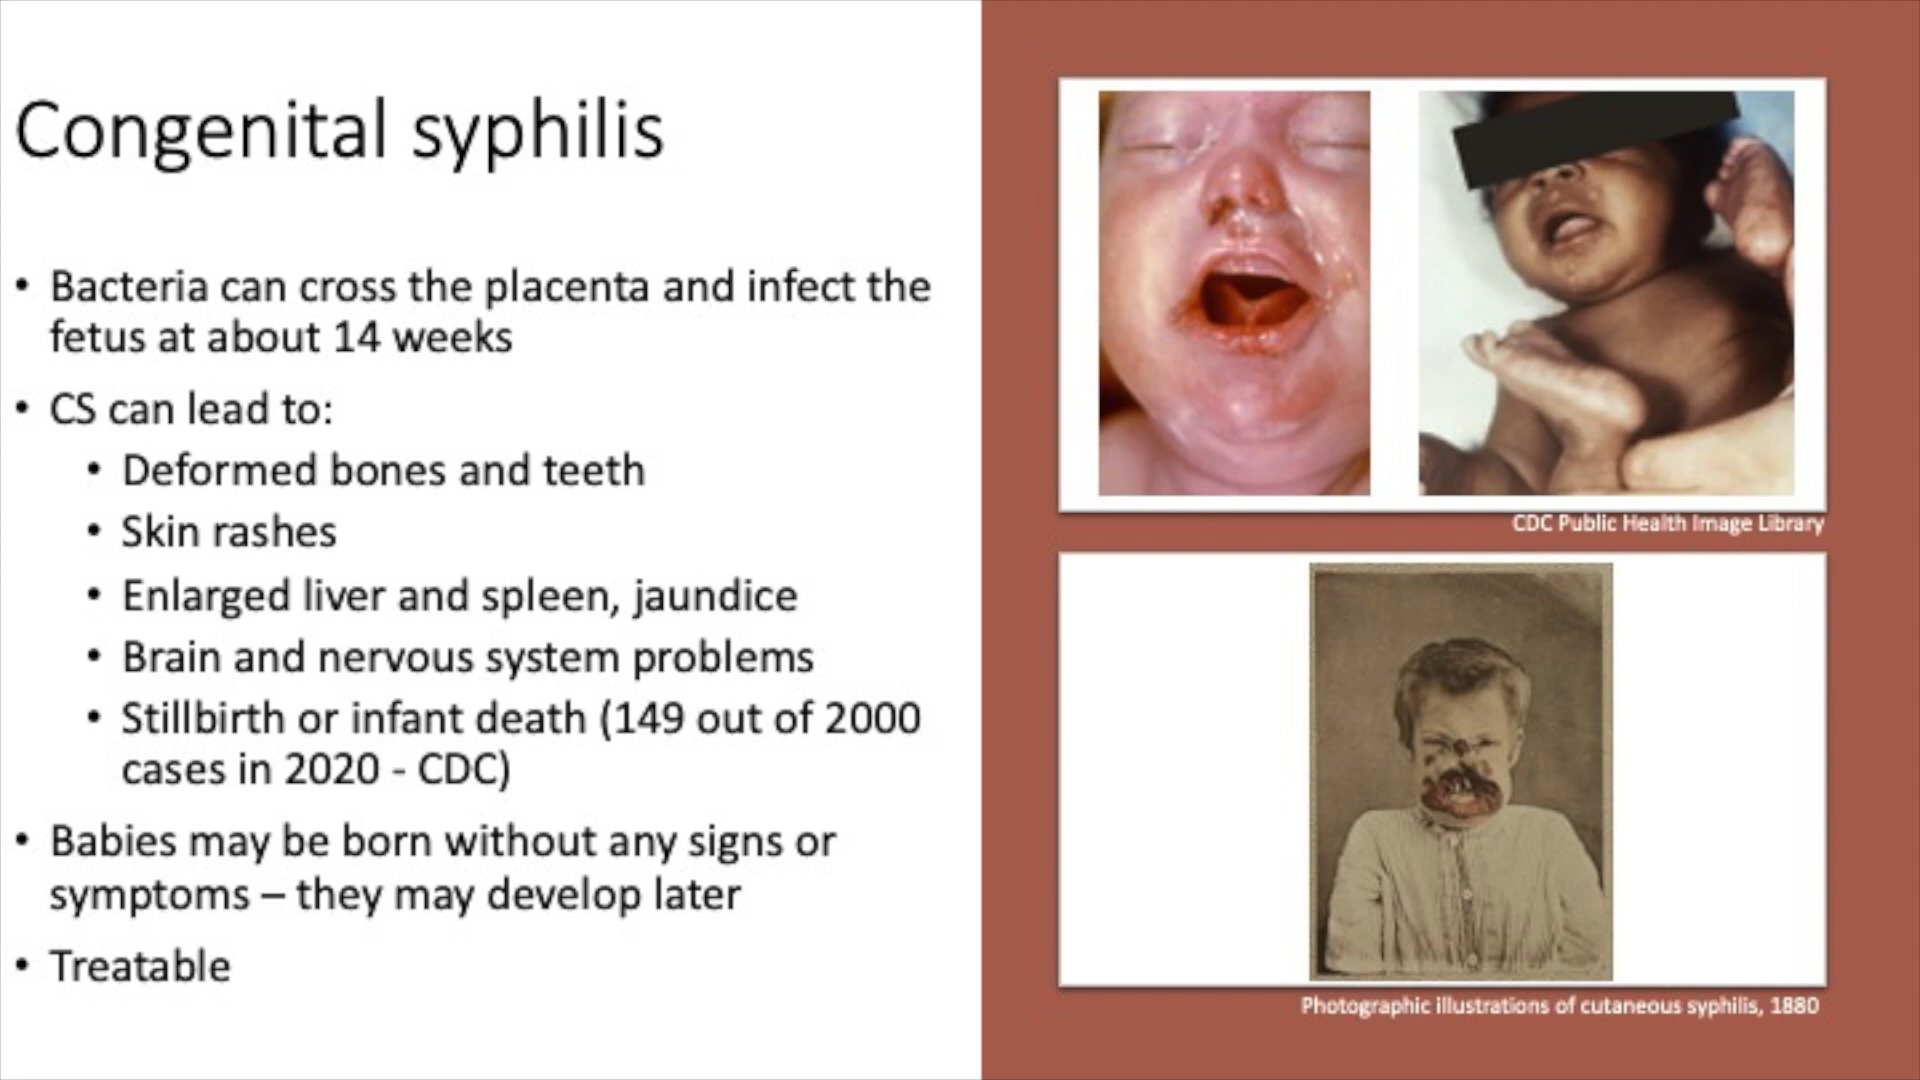 Congenital syphilis
• Bacteria can cross the placenta and infect the
fetus at about 14 weeks
• CS can lead to:
• Deformed bones and teeth
• Skin rashes
• Enlarged liver and spleen, jaundice
• Brain and nervous system problems
• Stillbirth or infant death (149 out of 2000
cases in 2020 - CDC)
• Babies may be born without any signs or
symptoms – they may develop later
• Treatable
CDC Public Health Image Library
Photographic illustrations of cutaneous syphilis, 1880